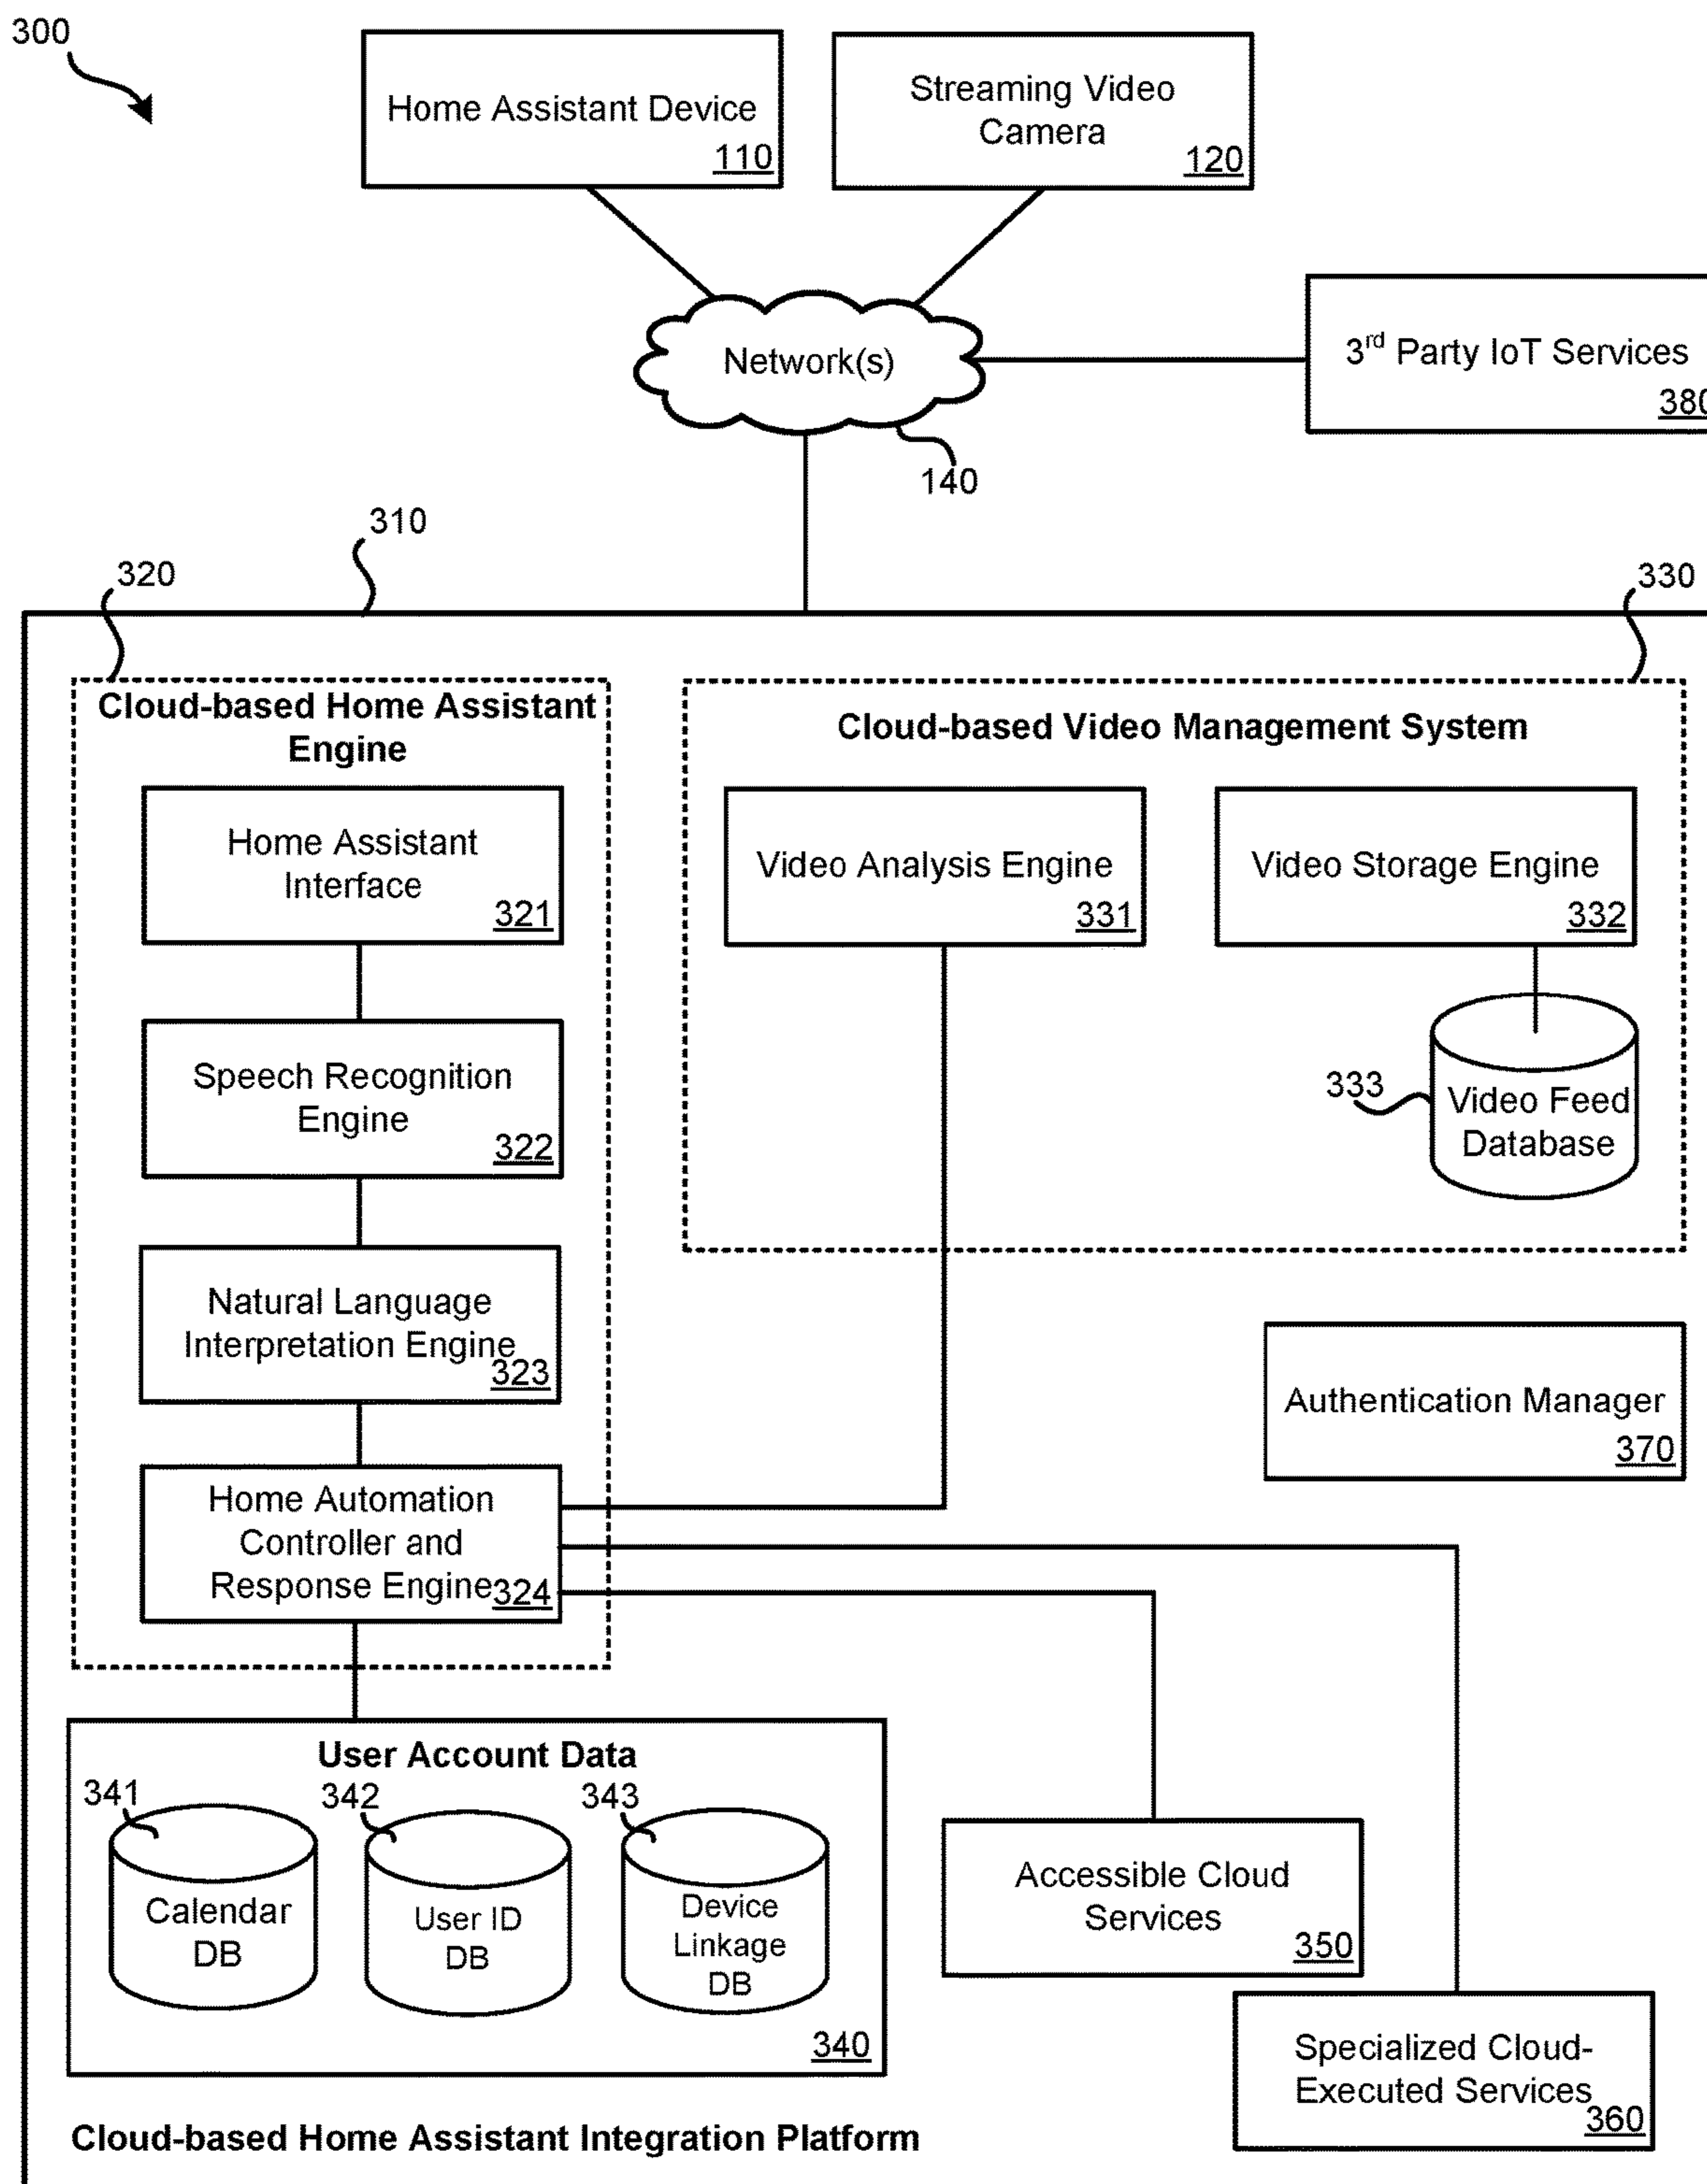 300
Home Assistant Device
110
Streaming Video
Camera
120
Network(s)
140
3rd Party IoT Services
380
310
320
330
Cloud-based Home Assistant
Engine
Home Assistant
Interface
321
Speech Recognition
Engine
322
Natural Language
Interpretation Engine
323
Home Automation
Controller and
Response Engine
324
Cloud-based Video Management System
Video Analysis Engine
331
Video Storage Engine
332
333
Video Feed
Database
Authentication Manager
370
User Account Data
341
Calendar
DB
342
User ID
DB
343
Device
Linkage
DB
340
Accessible Cloud
Services
350
Specialized Cloud-
Executed Services
360
Cloud-based Home Assistant Integration Platform